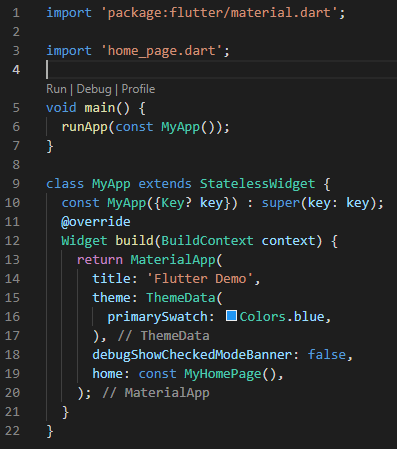 1 import 'package:flutter/material.dart';
2
3 import 'home_page.dart';
4
Run | Debug | Profile
5 void main() {
6   runApp(const MyApp());
7 }
8
9 class MyApp extends StatelessWidget {
10   const MyApp({Key? key}) : super(key: key);
11   @override
12   Widget build(BuildContext context) {
13     return MaterialApp(
14       title: 'Flutter Demo',
15       theme: ThemeData(
16         primarySwatch: Colors.blue,
17       ), // ThemeData
18       debugShowCheckedModeBanner: false,
19       home: const MyHomePage(),
20     ); // MaterialApp
21   }
22 }